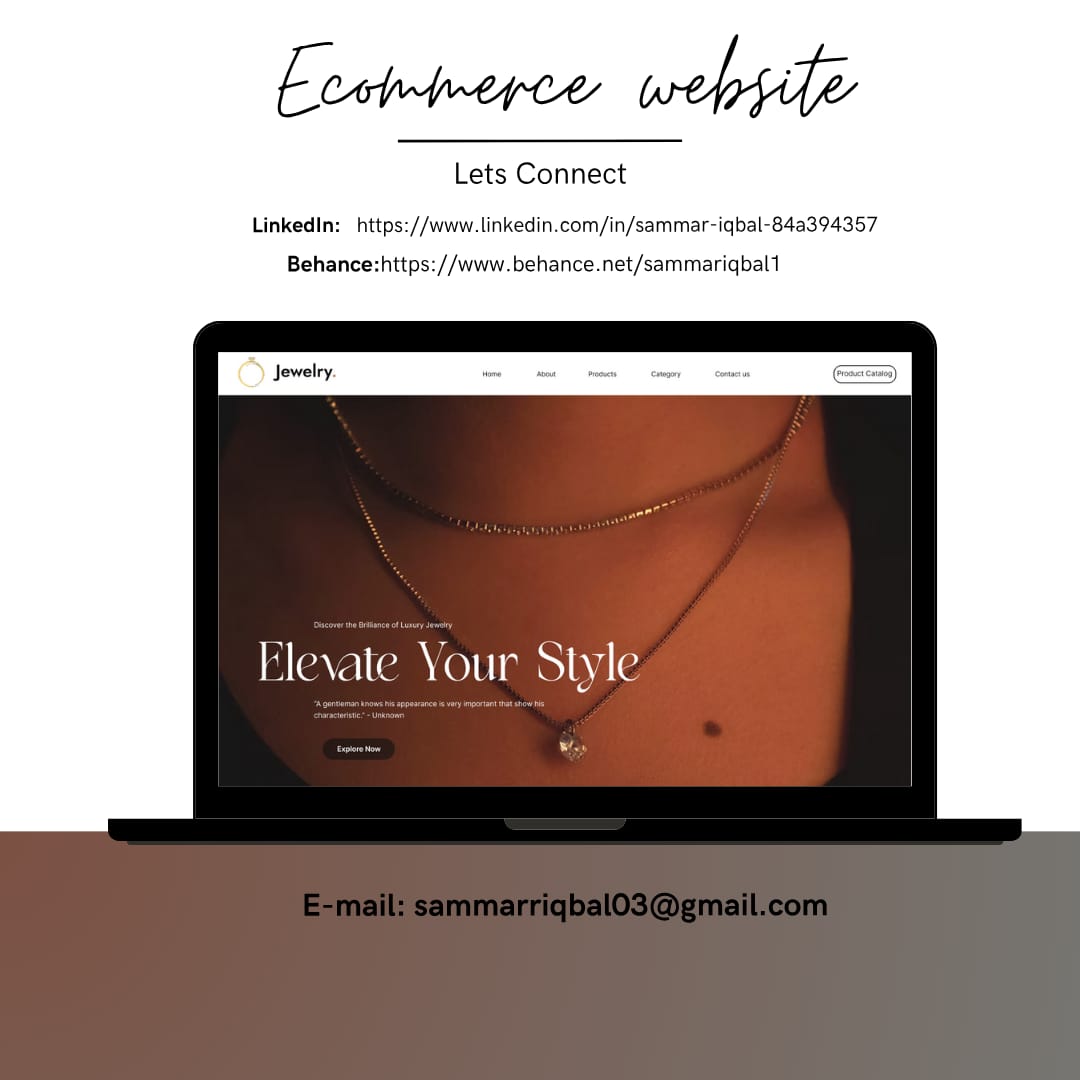 Ecommerce website
Lets Connect
LinkedIn: https://www.linkedin.com/in/sammar-iqbal-84a394357
Behance:https://www.behance.net/sammariqbal1
Jewelry.
Home About Products Category Contact us Product Catalog
Discover the Brilliance of Luxury Jewelry
Elevate Your Style
"A gentleman knows his appearance is very important that show his
characteristic." - Unknown
Explore Now
E-mail: sammarriqbal03@gmail.com